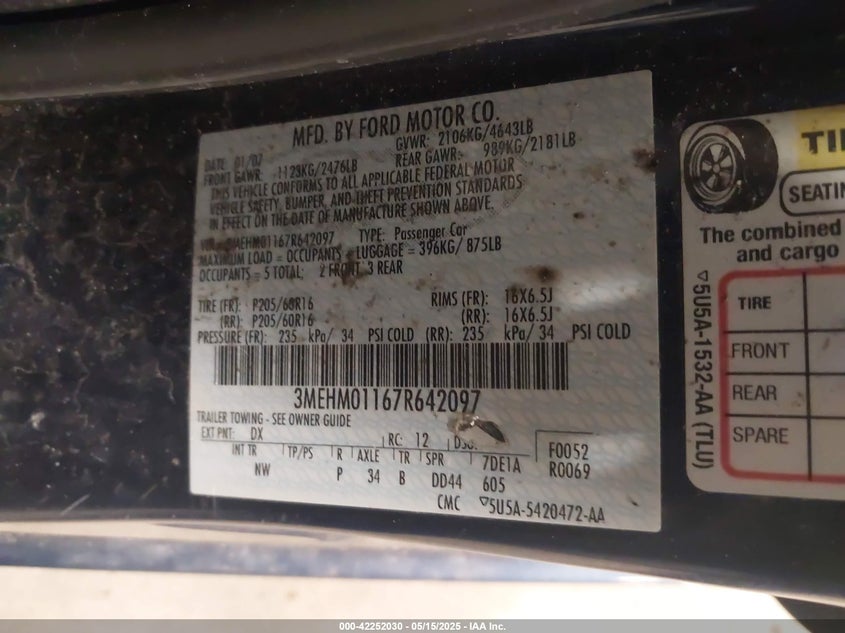 MFD. BY FORD MOTOR CO.
DATE: 01/07 GVWR: 2106KG/4643LB
FRONT GAWR: 1123KG/2476LB REAR GAWR: 989KG/2181LB
THIS VEHICLE CONFORMS TO ALL APPLICABLE FEDERAL MOTOR
VEHICLE SAFETY, BUMPER, AND THEFT PREVENTION STANDARDS
IN EFFECT ON THE DATE OF MANUFACTURE SHOWN ABOVE.
VIN: 3MEHM01167R642097 TYPE: Passenger Car
MAXIMUM LOAD = OCCUPANTS + LUGGAGE = 396KG/ 875LB
OCCUPANTS = 5 TOTAL: 2 FRONT 3 REAR
TIRE (FR): P205/60R16 RIMS (FR): 16X6.5J
(RR): P205/60R16 (RR): 16X6.5J
PRESSURE (FR): 235 kPa/ 34 PSI COLD (RR): 235 kPa/ 34 PSI COLD
3MEHM01167R642097
TRAILER TOWING - SEE OWNER GUIDE
EXT PNT: DX RC: 12 DSO:
INT TR TP/PS R AXLE TR SPR 7DE1A F0052
NW P 34 B DD44 605 R0069
CMC 5U5A-5420472-AA
TI
SEATIN
The combined
and cargo
TIRE
FRONT
REAR
SPARE
5U5A-1532-AA (TLU)
000-42252030 - 05/15/2025 - IAA Inc.